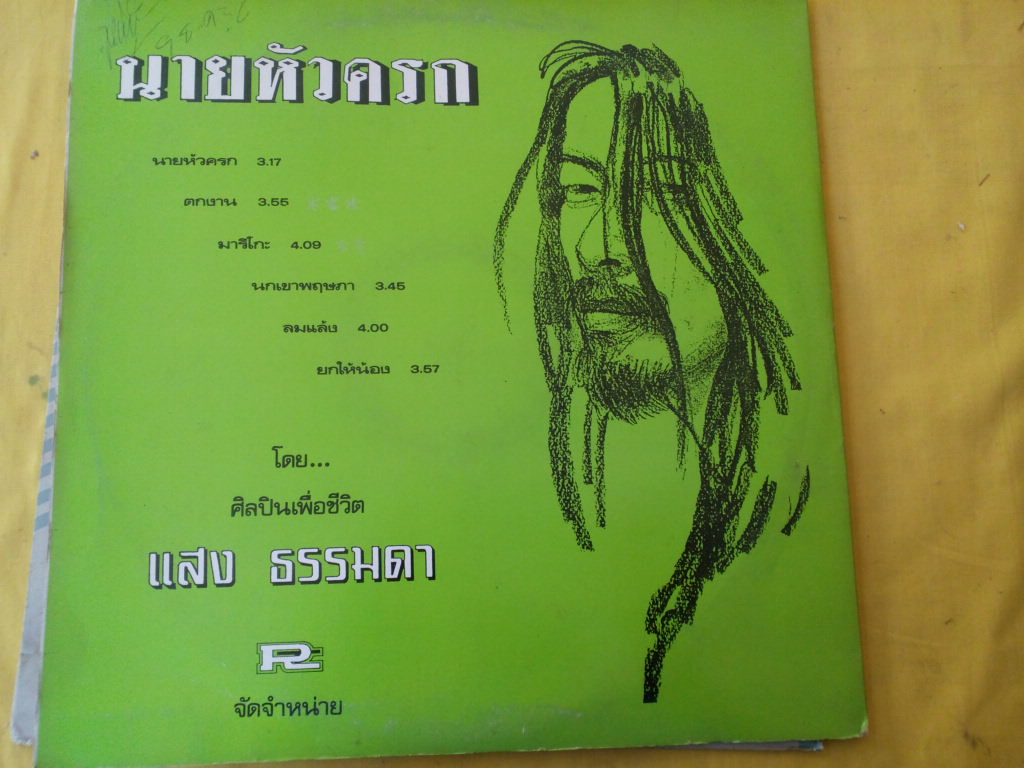 นายหัวครก
นายหัวครก 3.17
ตกงาน 3.55
มาริโกะ 4.09
นกเขาพฤษภา 3.45
ลมแล้ง 4.00
ยกให้น้อง 3.57
โดย...
ศิลปินเพื่อชีวิต
แสง ธรรมดา
จัดจำหน่าย